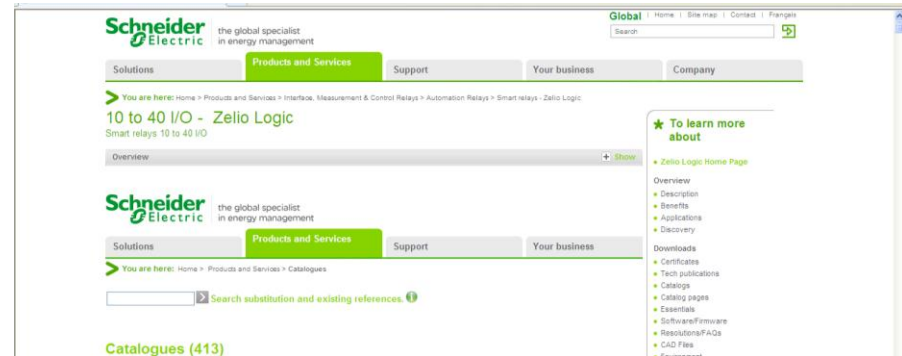 Global | Home | Site map | Contact | Français
Schneider Electric
the global specialist
in energy management
Search
Solutions
Products and Services
Support
Your business
Company
You are here: Home > Products and Services > Interface, Measurement & Control Relays > Automation Relays > Smart relays - Zelio Logic
10 to 40 I/O - Zelio Logic
Smart relays 10 to 40 I/O
Overview
+ Show
Schneider Electric
the global specialist
in energy management
Solutions
Products and Services
Support
Your business
You are here: Home > Products and Services > Catalogues
Search substitution and existing references.
Catalogues (413)
To learn more
about
Zelio Logic Home Page
Overview
Description
Benefits
Applications
Discovery
Downloads
Certificates
Tech publications
Catalogs
Catalog pages
Essentials
Software/Firmware
Resolutions/FAQs
CAD Files